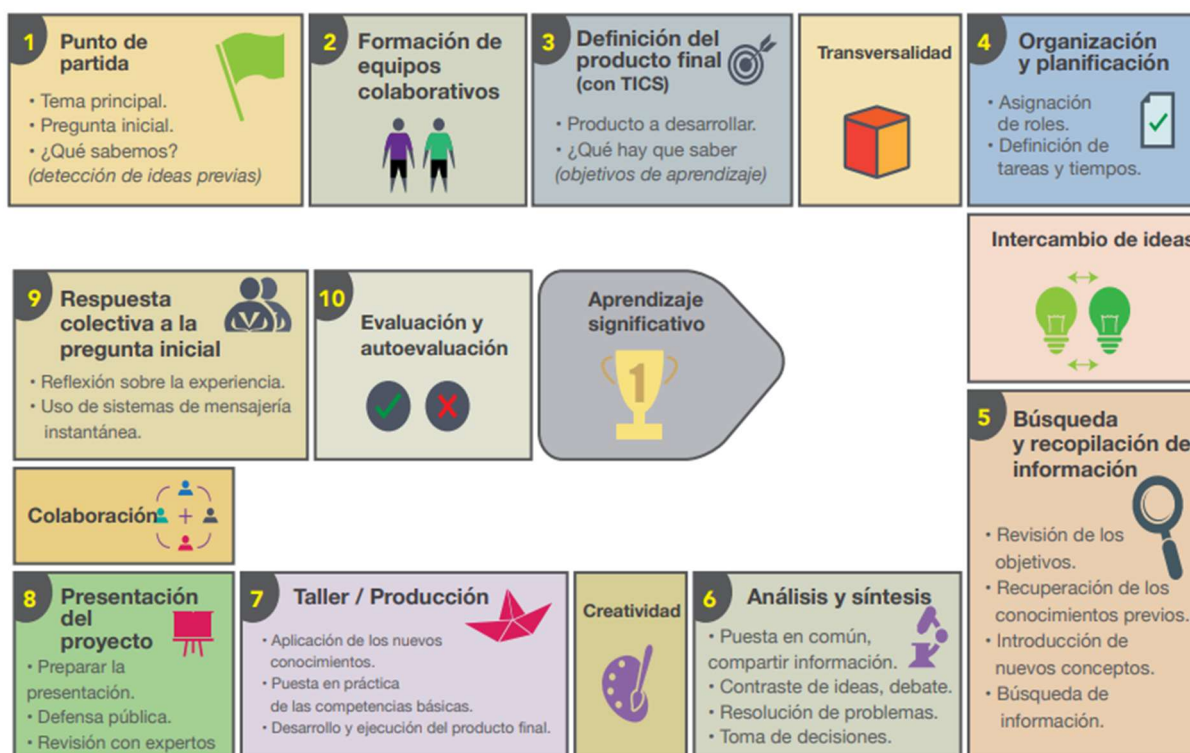 1
Punto de
partida
• Tema principal.
• Pregunta inicial.
• ¿Qué sabemos?
(detección de ideas previas)
2
Formación de
equipos
colaborativos
3
Definición del
producto final
(con TICS)
• Producto a desarrollar.
• ¿Qué hay que saber
(objetivos de aprendizaje)
Transversalidad
4
Organización
y planificación
• Asignación
de roles.
• Definición de
tareas y tiempos.
Intercambio de ideas
5
Búsqueda
y recopilación de
información
• Revisión de los
objetivos.
• Recuperación de los
conocimientos previos.
• Introducción de
nuevos conceptos.
• Búsqueda de
información.
6
Análisis y síntesis
• Puesta en común,
compartir información.
• Contraste de ideas, debate.
• Resolución de problemas.
• Toma de decisiones.
Creatividad
7
Taller / Producción
• Aplicación de los nuevos
conocimientos.
• Puesta en práctica
de las competencias básicas.
• Desarrollo y ejecución del producto final.
8
Presentación
del
proyecto
• Preparar la
presentación.
• Defensa pública.
• Revisión con expertos
Colaboración
9
Respuesta
colectiva a la
pregunta inicial
• Reflexión sobre la experiencia.
• Uso de sistemas de mensajería
instantánea.
10
Evaluación y
autoevaluación
Aprendizaje
significativo
1